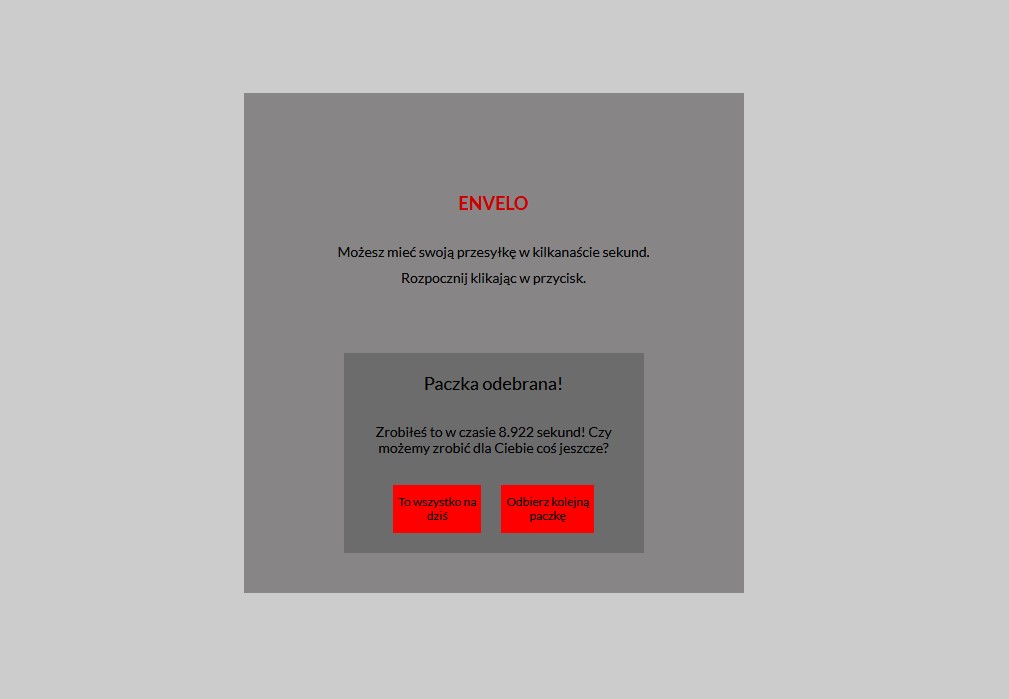 ENVELO
Możesz mieć swoją przesyłkę w kilkanaście sekund.
Rozpocznij klikając w przycisk.
Paczka odebrana!
Zrobiłeś to w czasie 8.922 sekund! Czy
możemy zrobić dla Ciebie coś jeszcze?
To wszystko na
dziś
Odbierz kolejną
paczkę